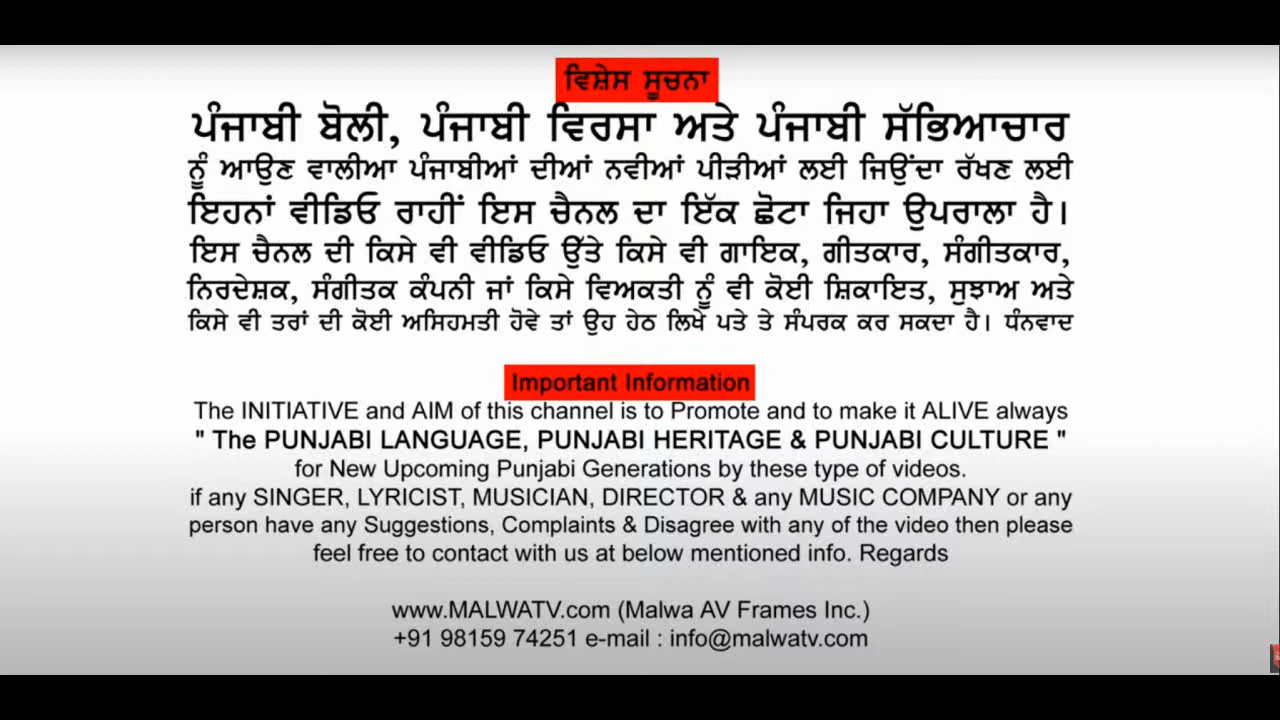 ਵਿਸ਼ੇਸ ਸੂਚਨਾ
ਪੰਜਾਬੀ ਬੋਲੀ, ਪੰਜਾਬੀ ਵਿਰਸਾ ਅਤੇ ਪੰਜਾਬੀ ਸੱਭਿਆਚਾਰ
ਨੂੰ ਆਉਣ ਵਾਲੀਆ ਪੰਜਾਬੀਆਂ ਦੀਆਂ ਨਵੀਆਂ ਪੀੜੀਆਂ ਲਈ ਜਿਉਂਦਾ ਰੱਖਣ ਲਈ
ਇਹਨਾਂ ਵੀਡਿਓ ਰਾਹੀਂ ਇਸ ਚੈਨਲ ਦਾ ਇੱਕ ਛੋਟਾ ਜਿਹਾ ਉਪਰਾਲਾ ਹੈ।
ਇਸ ਚੈਨਲ ਦੀ ਕਿਸੇ ਵੀ ਵੀਡਿਓ ਉੱਤੇ ਕਿਸੇ ਵੀ ਗਾਇਕ, ਗੀਤਕਾਰ, ਸੰਗੀਤਕਾਰ,
ਨਿਰਦੇਸ਼ਕ, ਸੰਗੀਤਕ ਕੰਪਨੀ ਜਾਂ ਕਿਸੇ ਵਿਅਕਤੀ ਨੂੰ ਵੀ ਕੋਈ ਸ਼ਿਕਾਇਤ, ਸੁਝਾਅ ਅਤੇ
ਕਿਸੇ ਵੀ ਤਰਾਂ ਦੀ ਕੋਈ ਅਸਿਹਮਤੀ ਹੋਵੇ ਤਾਂ ਉਹ ਹੇਠ ਲਿਖੇ ਪਤੇ ਤੇ ਸੰਪਰਕ ਕਰ ਸਕਦਾ ਹੈ। ਧੰਨਵਾਦ
Important Information
The INITIATIVE and AIM of this channel is to Promote and to make it ALIVE always
" The PUNJABI LANGUAGE, PUNJABI HERITAGE & PUNJABI CULTURE "
for New Upcoming Punjabi Generations by these type of videos.
if any SINGER, LYRICIST, MUSICIAN, DIRECTOR & any MUSIC COMPANY or any
person have any Suggestions, Complaints & Disagree with any of the video then please
feel free to contact with us at below mentioned info. Regards
www.MALWATV.com (Malwa AV Frames Inc.)
+91 98159 74251 e-mail : info@malwatv.com